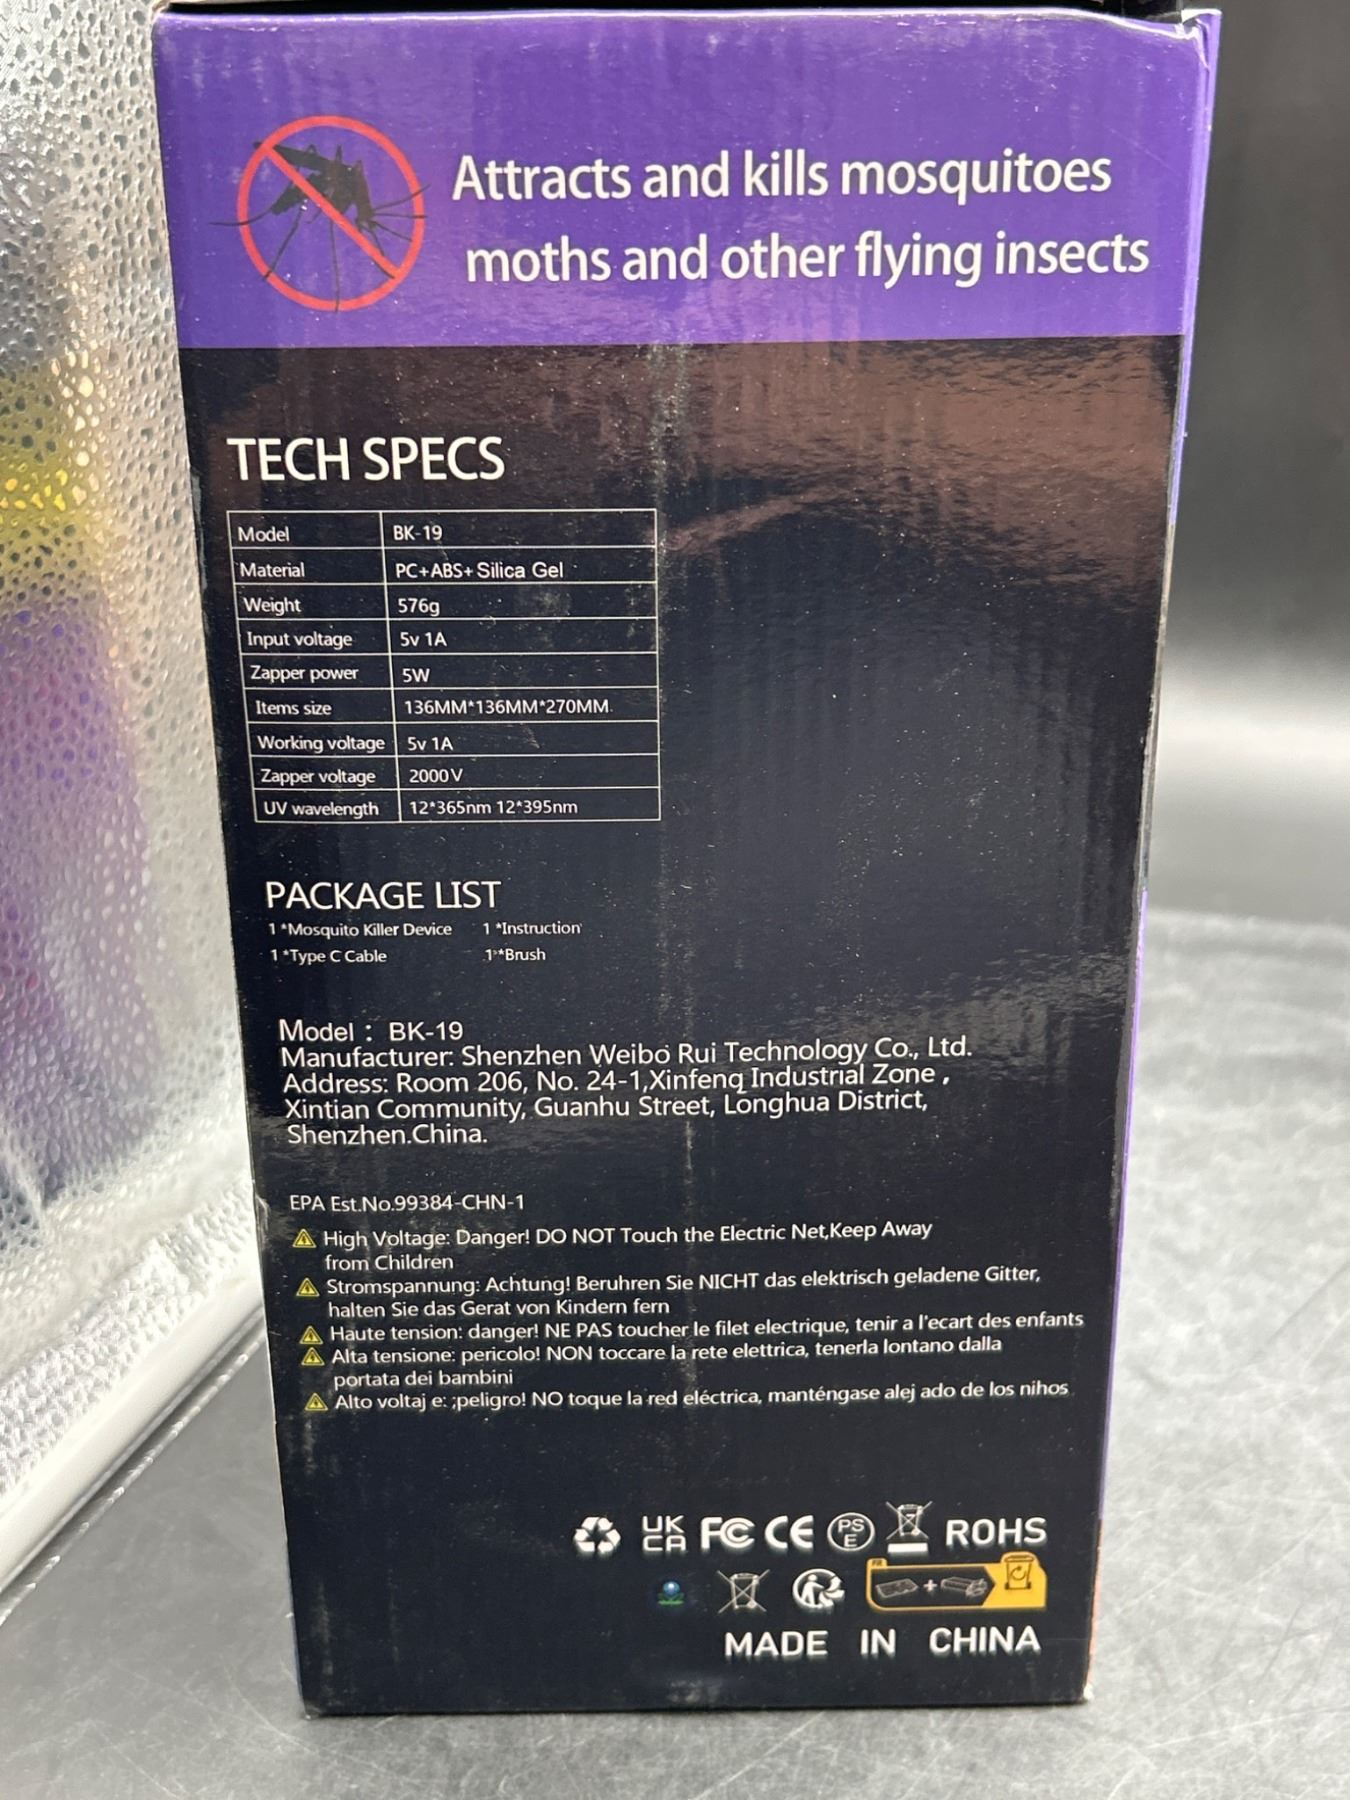 Attracts and kills mosquitoes
moths and other flying insects
TECH SPECS
Model BK-19
Material PC+ABS+ Silica Gel
Weight 576g
Input voltage 5v 1A
Zapper power 5W
Items size 136MM*136MM*270MM
Working voltage 5v 1A
Zapper voltage 2000V
UV wavelength 12*365nm 12*395nm
PACKAGE LIST
1 *Mosquito Killer Device 1 *Instruction
1 *Type C Cable 1 *Brush
Model： BK-19
Manufacturer: Shenzhen Weibo Rui Technology Co., Ltd.
Address: Room 206, No. 24-1,Xinfenq Industrial Zone ,
Xintian Community, Guanhu Street, Longhua District,
Shenzhen.China.
EPA Est.No.99384-CHN-1
High Voltage: Danger! DO NOT Touch the Electric Net,Keep Away
from Children
Stromspannung: Achtung! Beruhren Sie NICHT das elektrisch geladene Gitter,
halten Sie das Gerat von Kindern fern
Haute tension: danger! NE PAS toucher le filet electrique, tenir a l'ecart des enfants
Alta tensione: pericolo! NON toccare la rete elettrica, tenerla lontano dalla
portata dei bambini
Alto voltaj e: ;peligro! NO toque la red eléctrica, manténgase alej ado de los nihos
UK CA FC CE PS E ROHS
FR
MADE IN CHINA